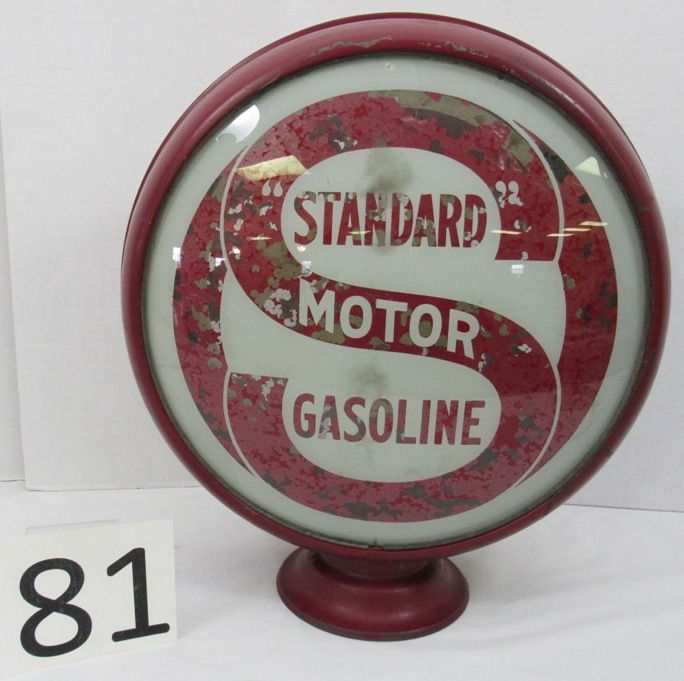 “STANDARD”
MOTOR
GASOLINE
81